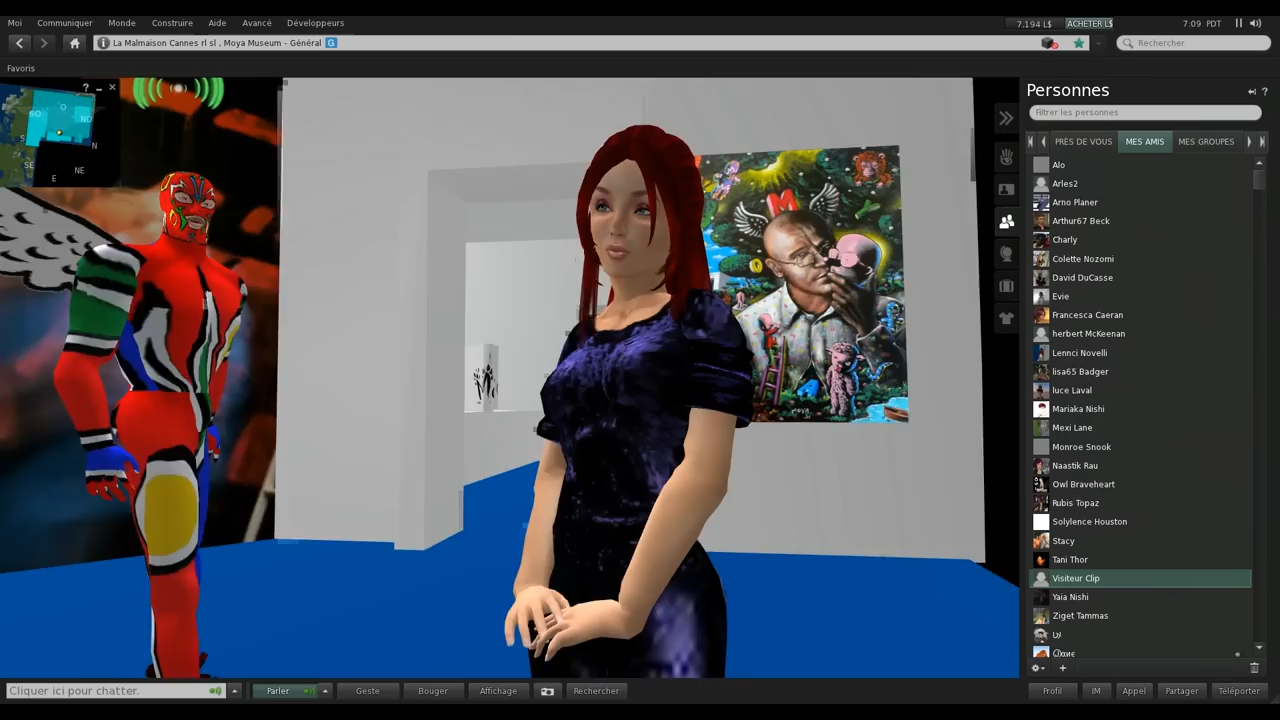 Moi Communiquer Monde Construire Aide Avancé Développeurs 7,194 L$ ACHETER L$ 7:09 PDT
La Malmaison Cannes rl sl , Moya Museum - Général G Rechercher
Favoris
Personnes
Filtrer les personnes
PRÈS DE VOUS MES AMIS MES GROUPES
? O SO NO S N SE NE E
Alo
Arles2
Arno Planer
Arthur67 Beck
Charly
Colette Nozomi
David DuCasse
Evie
Francesca Caeran
herbert McKeenan
Lennci Novelli
lisa65 Badger
luce Laval
Mariaka Nishi
Mexi Lane
Monroe Snook
Naastik Rau
Owl Braveheart
Rubis Topaz
Solylence Houston
Stacy
Tani Thor
Visiteur Clip
Yaia Nishi
Ziget Tammas
Cliquer ici pour chatter. Parler Geste Bouger Affichage Rechercher Profil IM Appel Partager Téléporter